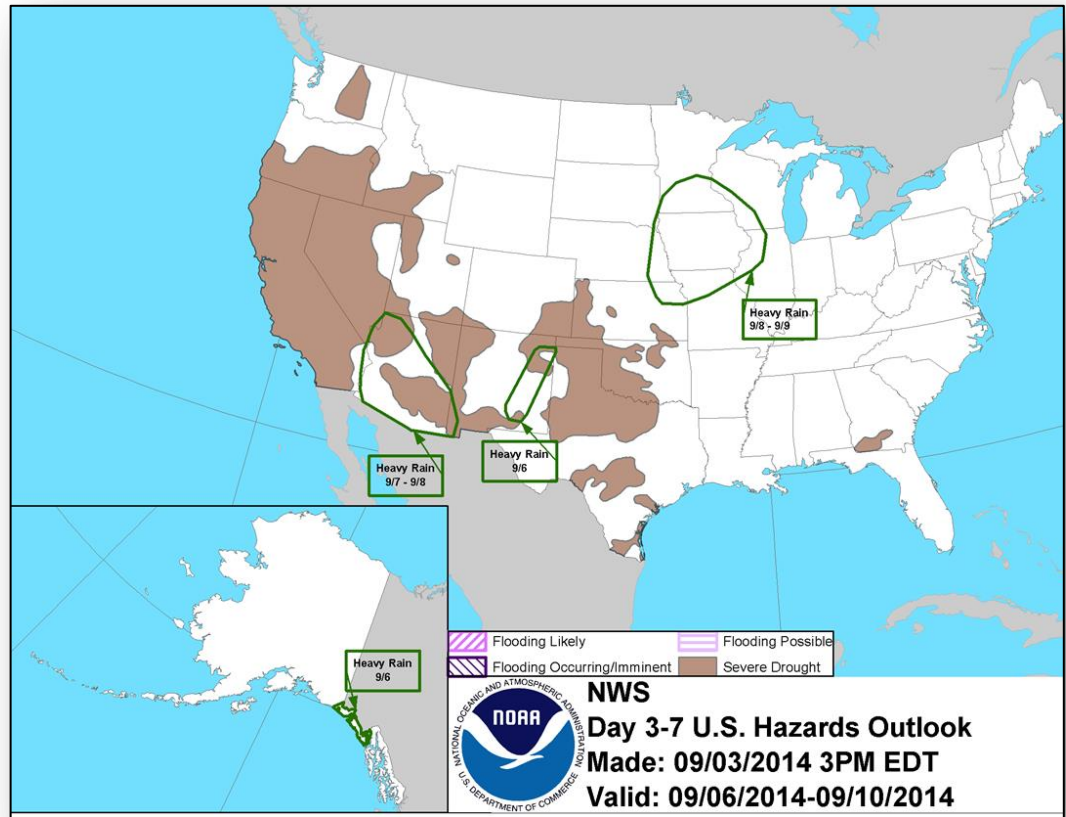 Heavy Rain
9/8 - 9/9
Heavy Rain
9/6
Heavy Rain
9/7 - 9/8
Heavy Rain
9/6
Flooding Likely
Flooding Possible
Flooding Occurring/Imminent
Severe Drought
NATIONAL OCEANIC AND ATMOSPHERIC ADMINISTRATION
NOAA
U.S. DEPARTMENT OF COMMERCE
NWS
Day 3-7 U.S. Hazards Outlook
Made: 09/03/2014 3PM EDT
Valid: 09/06/2014-09/10/2014